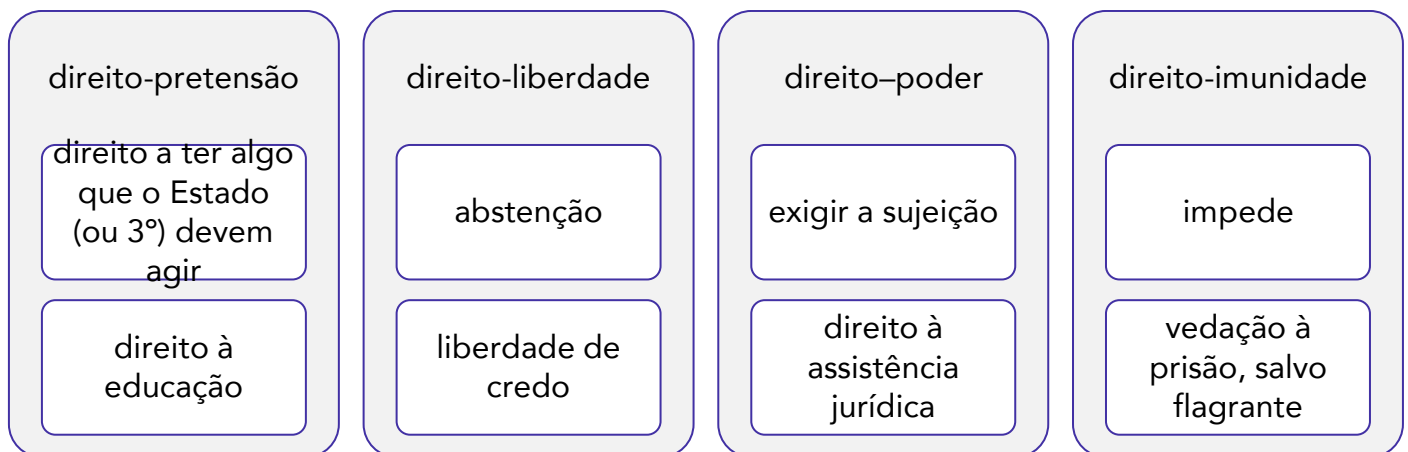 direito-pretensão
direito a ter algo
que o Estado
(ou 3º) devem
agir
direito à
educação
direito-liberdade
abstenção
liberdade de
credo
direito–poder
exigir a sujeição
direito à
assistência
jurídica
direito-imunidade
impede
vedação à
prisão, salvo
flagrante